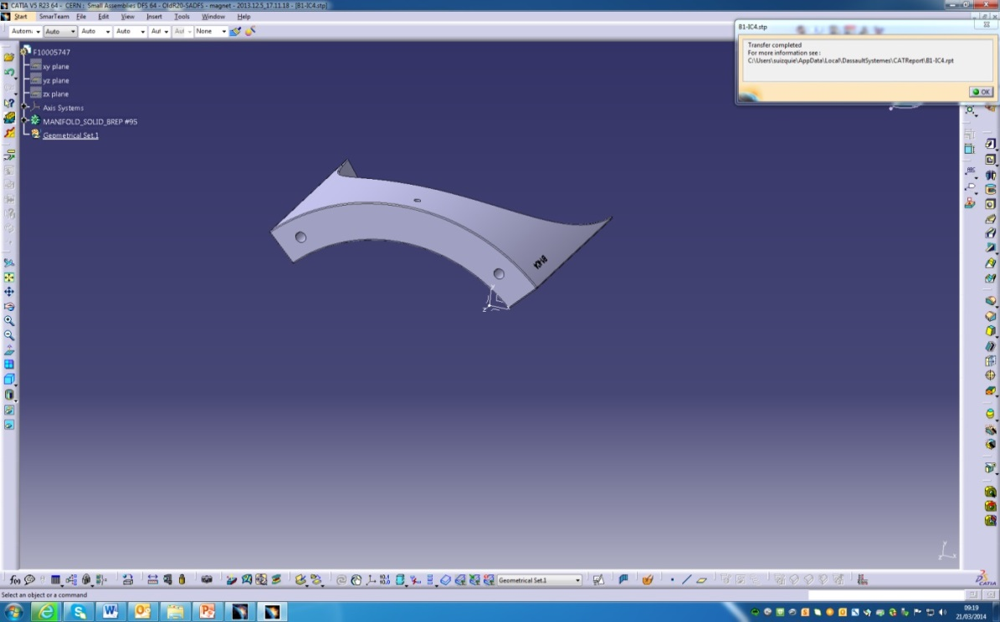 CATIA V5 R23 64 - CERN : Small Assemblies DFS 64 - OldR20-SADFS - magnet - 2013.12.5_17.11.18 - [B1-IC4.stp]
Start SmarTeam File Edit View Insert Tools Window Help
Autom Auto Auto Auto Aut Aut None
B1-IC4.stp
Transfer completed
For more information see :
C:\Users\suizquie\AppData\Local\DassaultSystemes\CATReport\B1-IC4.rpt
OK
F10005747
xy plane
yz plane
zx plane
Axis Systems
MANIFOLD_SOLID_BREP #95
Geometrical Set.1
z
Geometrical Set.1
CATIA
Select an object or a command
09:19
21/03/2014